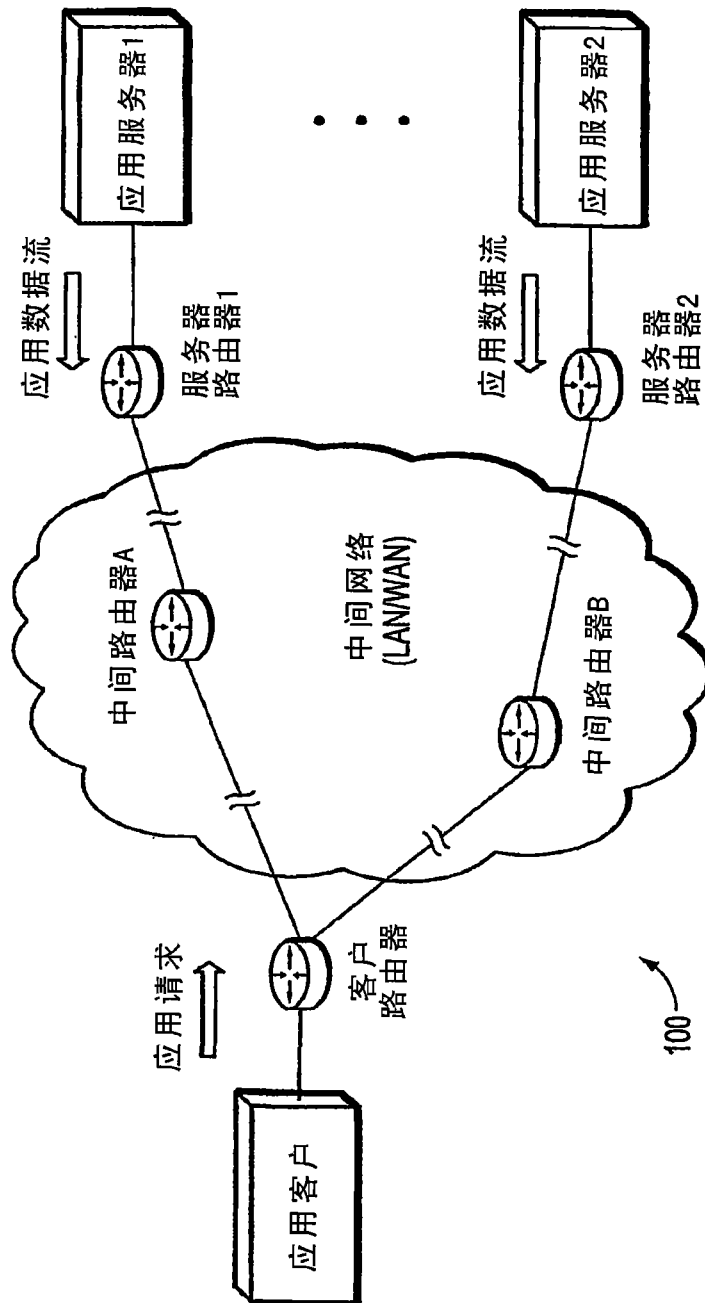 应用服务器1
应用数据流
服务器
路由器1
中间路由器A
中间网络
(LAN/WAN)
应用请求
客户
路由器
应用客户
应用服务器2
应用数据流
服务器
路由器2
中间路由器B
100